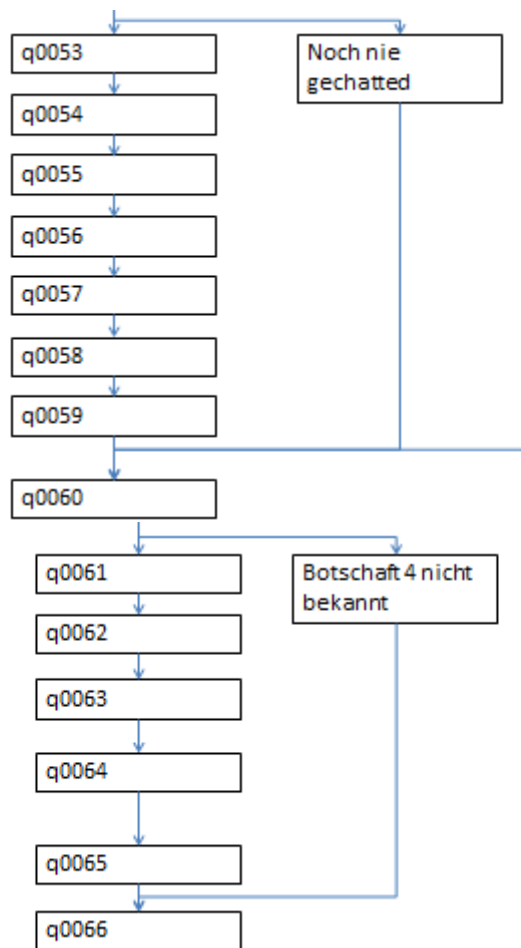 q0053
Noch nie
gechatted
q0054
q0055
q0056
q0057
q0058
q0059
q0060
q0061
Botschaft 4 nicht
bekannt
q0062
q0063
q0064
q0065
q0066